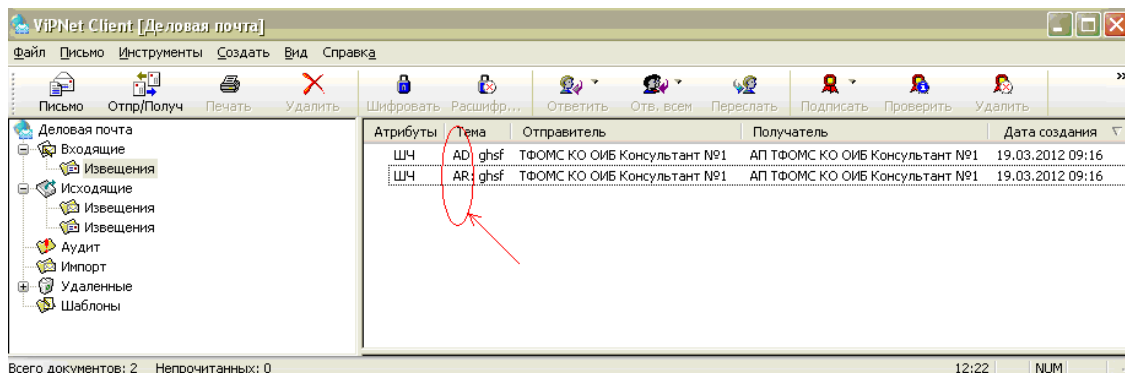 ViPNet Client [Деловая почта]
Файл Письмо Инструменты Создать Вид Справка
Письмо Отпр/Получ Печать Удалить Шифровать Расшифр... Ответить Отв. всем Переслать Подписать Проверить Удалить »
Деловая почта
Входящие
Извещения
Исходящие
Извещения
Извещения
Аудит
Импорт
Удаленные
Шаблоны
Атрибуты Тема Отправитель Получатель Дата создания
ШЧ AD: ghsf ТФОМС КО ОИБ Консультант №1 АП ТФОМС КО ОИБ Консультант №1 19.03.2012 09:16
ШЧ AR: ghsf ТФОМС КО ОИБ Консультант №1 АП ТФОМС КО ОИБ Консультант №1 19.03.2012 09:16
Всего документов: 2 Непрочитанных: 0 12:22 NUM